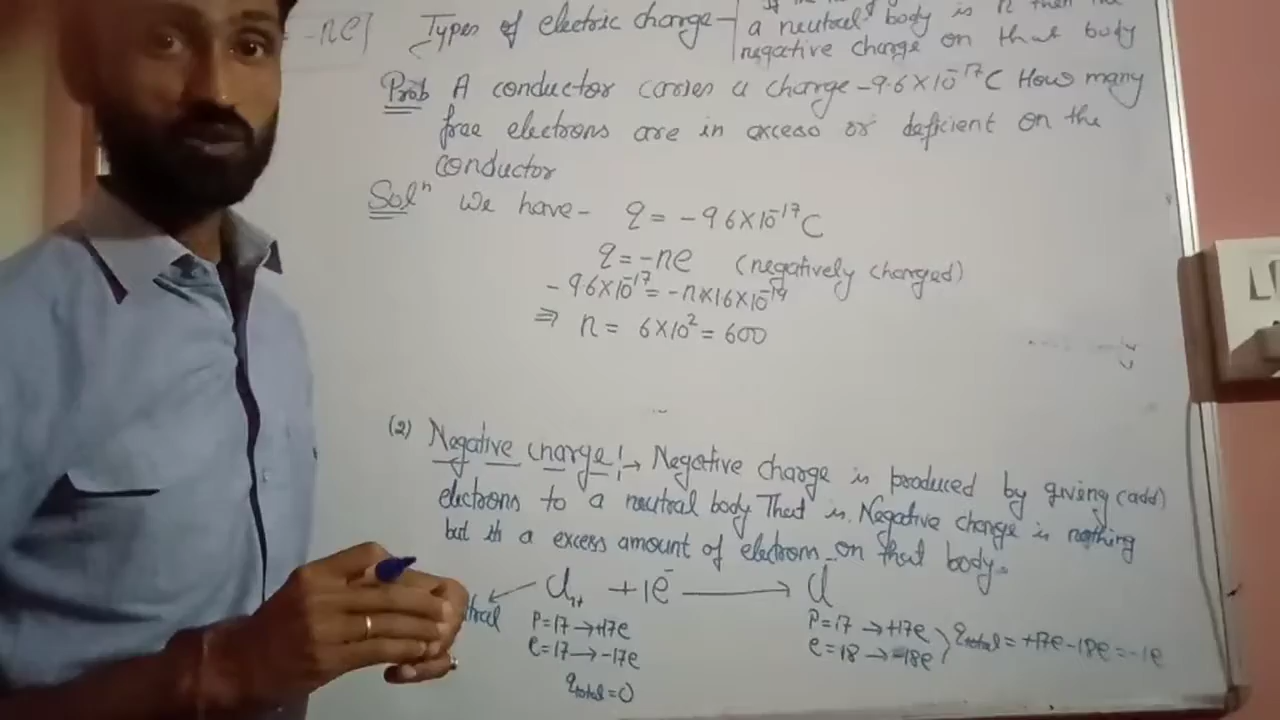 -ne]
Types of electric charge-
a neutral body is n then the
negative charge on that body
Prob A conductor carries a charge -9.6×10⁻¹⁷C How many
free electrons are in excess or deficient on the
conductor
Solⁿ We have- q = -9.6×10⁻¹⁷C
q = -ne (negatively charged)
-9.6×10⁻¹⁷ = -n×1.6×10⁻¹⁹
⇒ n = 6×10² = 600
(2) Negative charge:→ Negative charge is produced by giving (add)
electrons to a neutral body That is. Negative charge is nothing
but is a excess amount of electrons on that body.
Cl₁₇ +1e⁻ → Cl
tral P=17 →+17e
e=17→-17e
qtotal=0
P=17 →+17e
e=18 →-18e
qtotal = +17e-18e=-1e